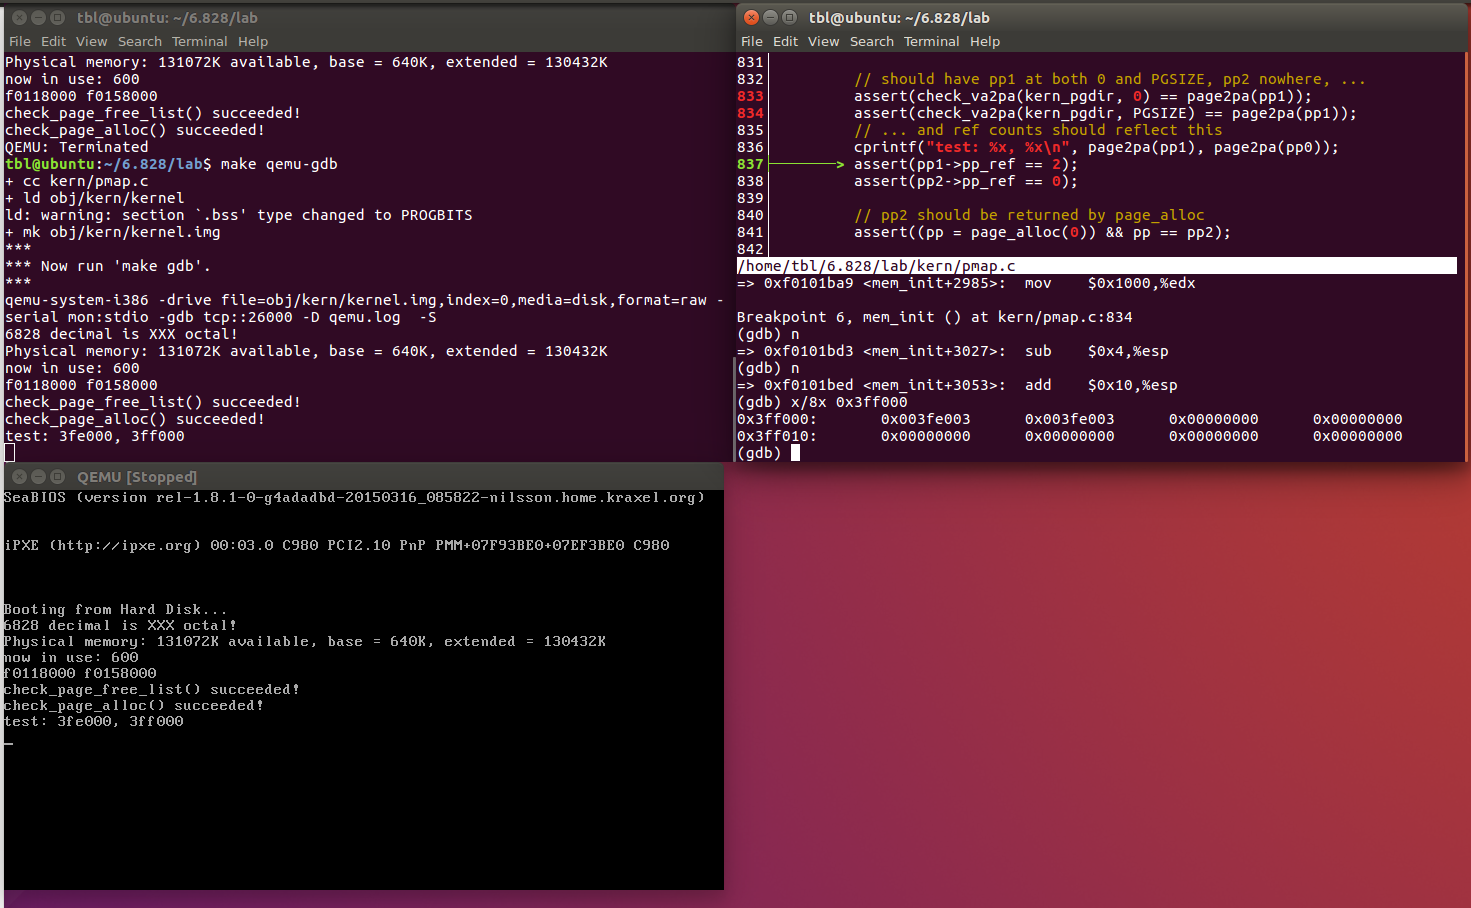 tbl@ubuntu: ~/6.828/lab
File Edit View Search Terminal Help
Physical memory: 131072K available, base = 640K, extended = 130432K
now in use: 600
f0118000 f0158000
check_page_free_list() succeeded!
check_page_alloc() succeeded!
QEMU: Terminated
tbl@ubuntu:~/6.828/lab$ make qemu-gdb
+ cc kern/pmap.c
+ ld obj/kern/kernel
ld: warning: section `.bss' type changed to PROGBITS
+ mk obj/kern/kernel.img
***
*** Now run 'make gdb'.
***
qemu-system-i386 -drive file=obj/kern/kernel.img,index=0,media=disk,format=raw -
serial mon:stdio -gdb tcp::26000 -D qemu.log  -S
6828 decimal is XXX octal!
Physical memory: 131072K available, base = 640K, extended = 130432K
now in use: 600
f0118000 f0158000
check_page_free_list() succeeded!
check_page_alloc() succeeded!
test: 3fe000, 3ff000
tbl@ubuntu: ~/6.828/lab
File Edit View Search Terminal Help
831
832 // should have pp1 at both 0 and PGSIZE, pp2 nowhere, ...
833 assert(check_va2pa(kern_pgdir, 0) == page2pa(pp1));
834 assert(check_va2pa(kern_pgdir, PGSIZE) == page2pa(pp1));
835 // ... and ref counts should reflect this
836 cprintf("test: %x, %x\n", page2pa(pp1), page2pa(pp0));
837 > assert(pp1->pp_ref == 2);
838 assert(pp2->pp_ref == 0);
839
840 // pp2 should be returned by page_alloc
841 assert((pp = page_alloc(0)) && pp == pp2);
842
/home/tbl/6.828/lab/kern/pmap.c
=> 0xf0101ba9 <mem_init+2985>: mov $0x1000,%edx
Breakpoint 6, mem_init () at kern/pmap.c:834
(gdb) n
=> 0xf0101bd3 <mem_init+3027>: sub $0x4,%esp
(gdb) n
=> 0xf0101bed <mem_init+3053>: add $0x10,%esp
(gdb) x/8x 0x3ff000
0x3ff000: 0x003fe003 0x003fe003 0x00000000 0x00000000
0x3ff010: 0x00000000 0x00000000 0x00000000 0x00000000
(gdb)
QEMU [Stopped]
SeaBIOS (version rel-1.8.1-0-g4adadbd-20150316_085822-nilsson.home.kraxel.org)
iPXE (http://ipxe.org) 00:03.0 C980 PCI2.10 PnP PMM+07F93BE0+07EF3BE0 C980
Booting from Hard Disk...
6828 decimal is XXX octal!
Physical memory: 131072K available, base = 640K, extended = 130432K
now in use: 600
f0118000 f0158000
check_page_free_list() succeeded!
check_page_alloc() succeeded!
test: 3fe000, 3ff000